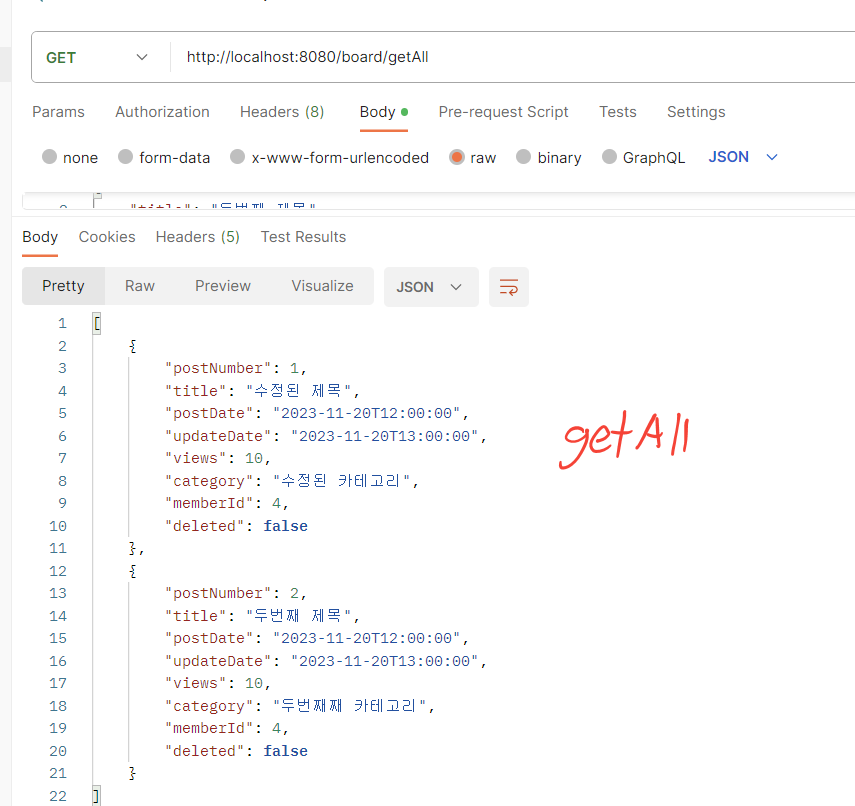 GET http://localhost:8080/board/getAll
Params Authorization Headers (8) Body Pre-request Script Tests Settings
none form-data x-www-form-urlencoded raw binary GraphQL JSON
"title": "두번째 제목"
Body Cookies Headers (5) Test Results
Pretty Raw Preview Visualize JSON
1 [
2 {
3 "postNumber": 1,
4 "title": "수정된 제목",
5 "postDate": "2023-11-20T12:00:00",
6 "updateDate": "2023-11-20T13:00:00",
getAll
7 "views": 10,
8 "category": "수정된 카테고리",
9 "memberId": 4,
10 "deleted": false
11 },
12 {
13 "postNumber": 2,
14 "title": "두번째 제목",
15 "postDate": "2023-11-20T12:00:00",
16 "updateDate": "2023-11-20T13:00:00",
17 "views": 10,
18 "category": "두번째째 카테고리",
19 "memberId": 4,
20 "deleted": false
21 }
22 ]